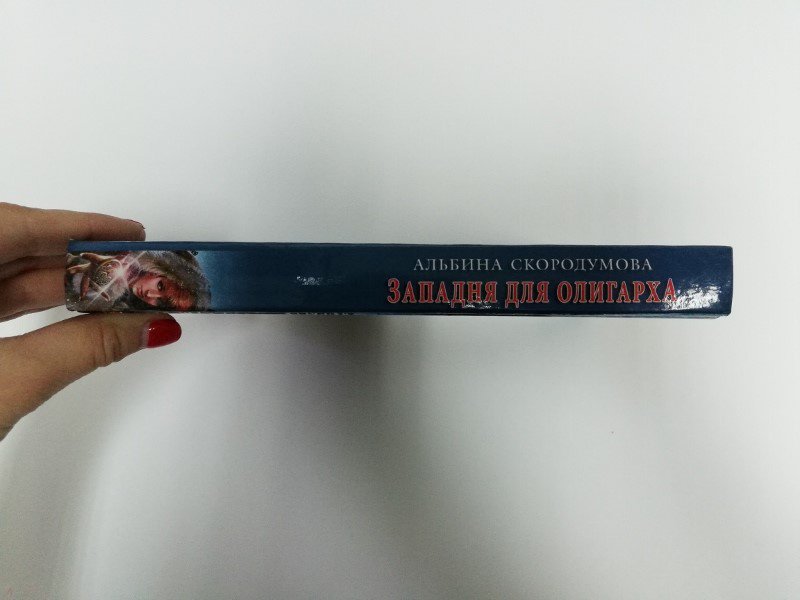 АЛЬБИНА СКОРОДУМОВА
ЗАПАДНЯ ДЛЯ ОЛИГАРХА